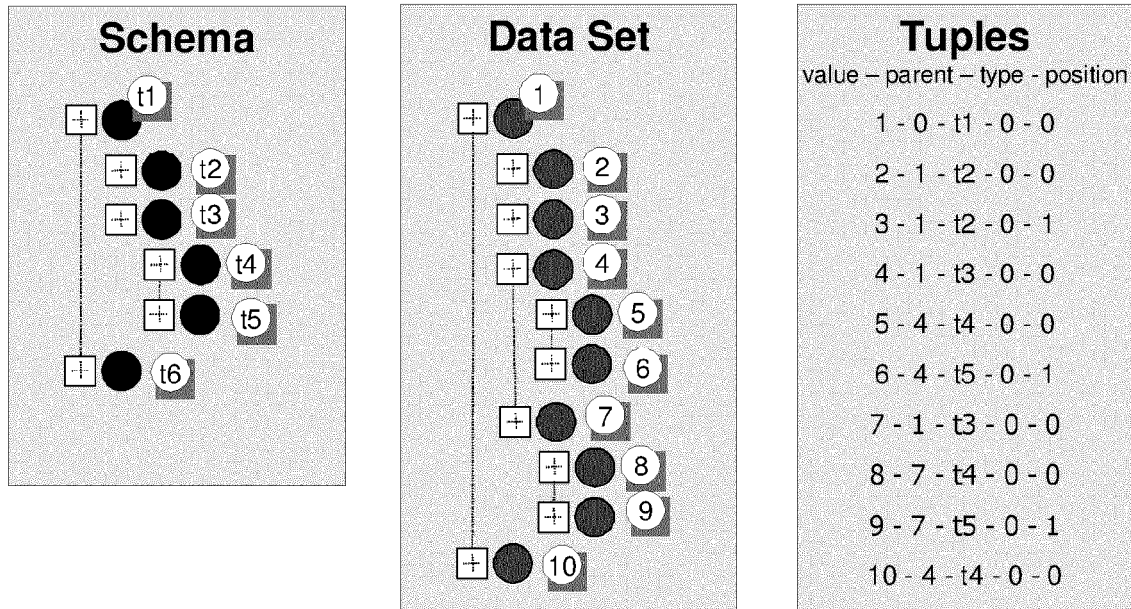 Schema
t1
t2
t3
t4
t5
t6
Data Set
1
2
3
4
5
6
7
8
9
10
Tuples
value – parent – type - position
1 - 0 - t1 - 0 - 0
2 - 1 - t2 - 0 - 0
3 - 1 - t2 - 0 - 1
4 - 1 - t3 - 0 - 0
5 - 4 - t4 - 0 - 0
6 - 4 - t5 - 0 - 1
7 - 1 - t3 - 0 - 0
8 - 7 - t4 - 0 - 0
9 - 7 - t5 - 0 - 1
10 - 4 - t4 - 0 - 0